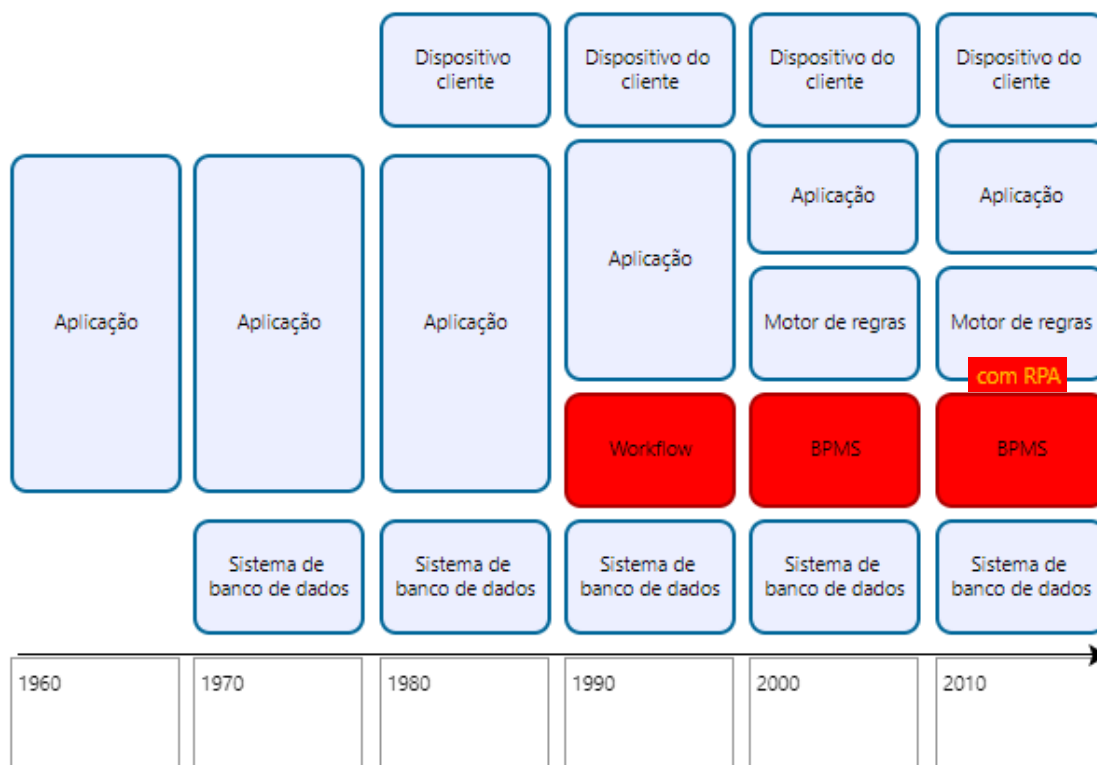 Dispositivo
cliente
Dispositivo do
cliente
Dispositivo do
cliente
Dispositivo do
cliente
Aplicação
Aplicação
Aplicação
Aplicação
Aplicação
Aplicação
Motor de regras
Motor de regras
com RPA
Workflow
BPMS
BPMS
Sistema de
banco de dados
Sistema de
banco de dados
Sistema de
banco de dados
Sistema de
banco de dados
Sistema de
banco de dados
1960
1970
1980
1990
2000
2010